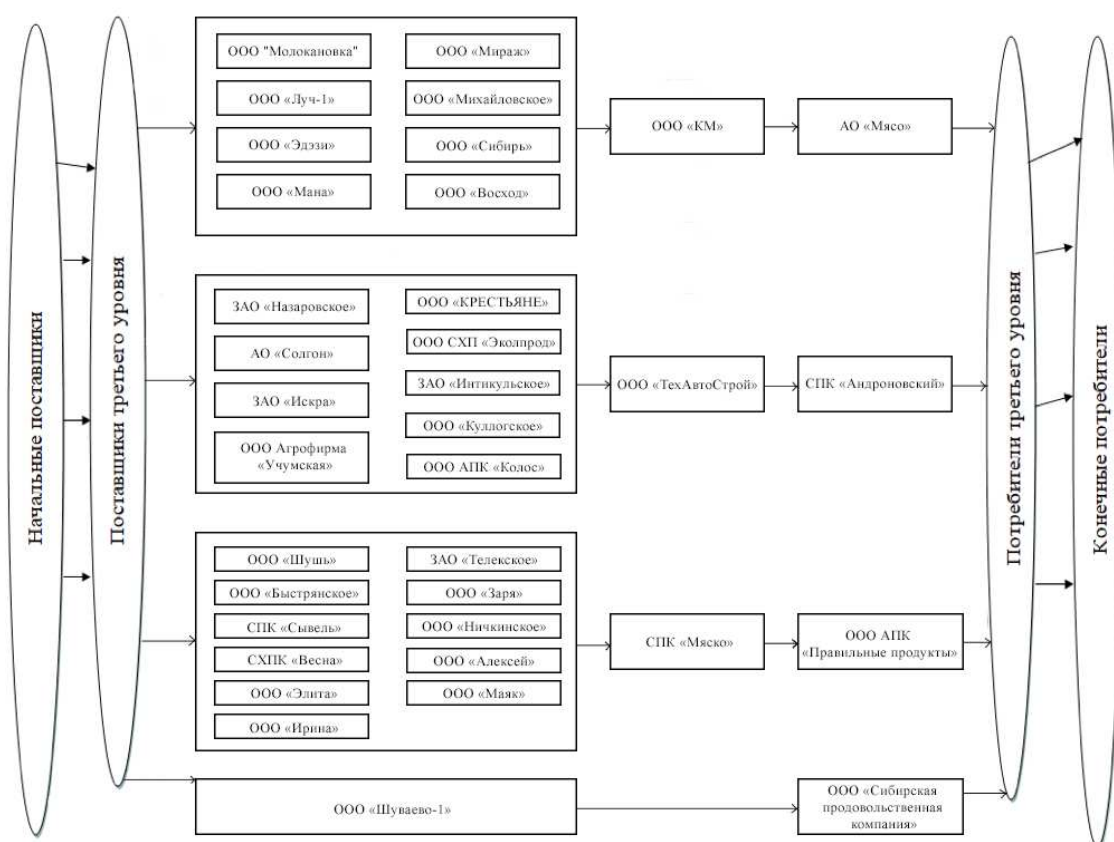 Начальные поставщики
Поставщики третьего уровня
ООО "Молокановка"
ООО «Луч-1»
ООО «Эдэзи»
ООО «Мана»
ООО «Мираж»
ООО «Михайловское»
ООО «Сибирь»
ООО «Восход»
ООО «КМ»
АО «Мясо»
ЗАО «Назаровское»
АО «Солгон»
ЗАО «Искра»
ООО Агрофирма
«Учумская»
ООО «КРЕСТЬЯНЕ»
ООО СХП «Эколпрод»
ЗАО «Интикульское»
ООО «Куллогское»
ООО АПК «Колос»
ООО «ТехАвтоСтрой»
СПК «Андроновский»
ООО «Шушь»
ООО «Быстрянское»
СПК «Сывель»
СХПК «Весна»
ООО «Элита»
ООО «Ирина»
ЗАО «Телекское»
ООО «Заря»
ООО «Ничкинское»
ООО «Алексей»
ООО «Маяк»
СПК «Мяско»
ООО АПК
«Правильные продукты»
ООО «Шуваево-1»
ООО «Сибирская
продовольственная
компания»
Потребители третьего уровня
Конечные потребители